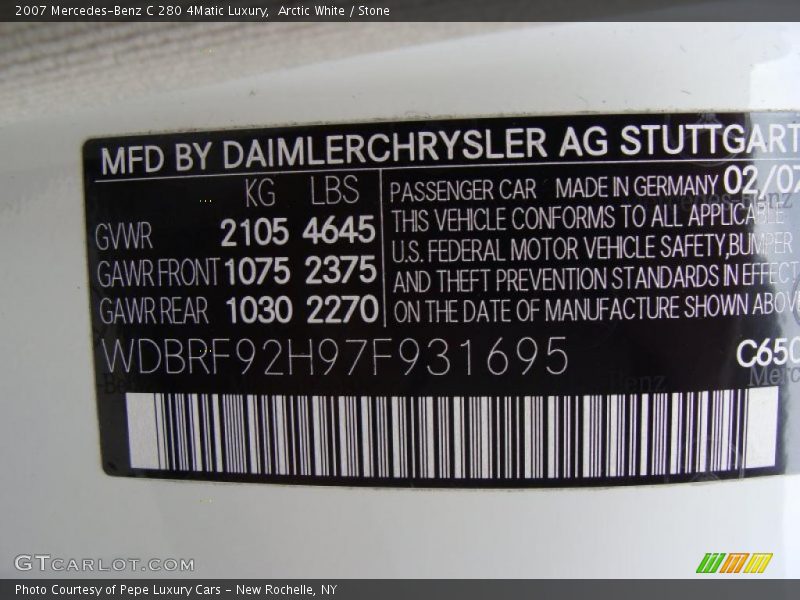 2007 Mercedes-Benz C 280 4Matic Luxury,  Arctic White / Stone
MFD BY DAIMLERCHRYSLER AG STUTTGART
KG LBS
GVWR 2105 4645
GAWR FRONT 1075 2375
GAWR REAR 1030 2270
PASSENGER CAR MADE IN GERMANY 02/07
THIS VEHICLE CONFORMS TO ALL APPLICABLE
U.S. FEDERAL MOTOR VEHICLE SAFETY, BUMPER
AND THEFT PREVENTION STANDARDS IN EFFECT
ON THE DATE OF MANUFACTURE SHOWN ABOVE
WDBRF92H97F931695
C650
GTCARLOT.COM
Photo Courtesy of Pepe Luxury Cars - New Rochelle, NY